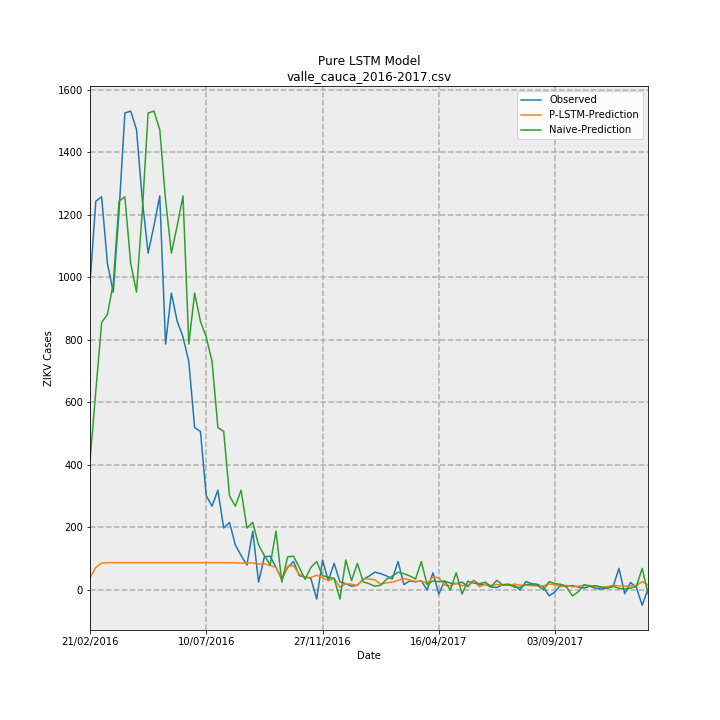 Pure LSTM Model
valle_cauca_2016-2017.csv
Observed
P-LSTM-Prediction
Naive-Prediction
ZIKV Cases
1600
1400
1200
1000
800
600
400
200
0
21/02/2016
10/07/2016
27/11/2016
16/04/2017
03/09/2017
Date